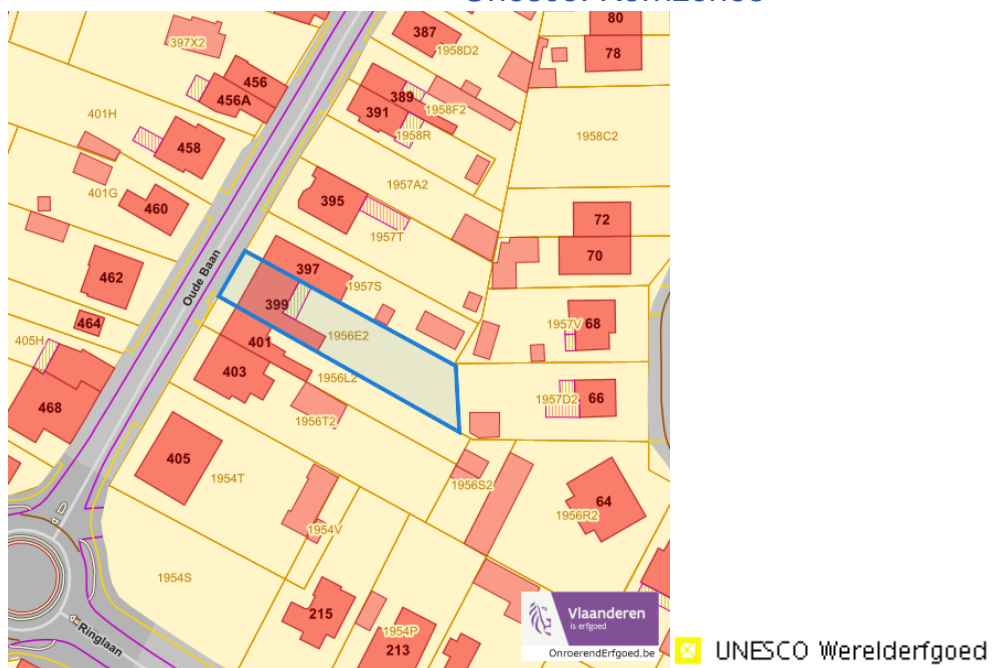 80
387
78
1958D2
397X2
456
456A
389
391
1958F2
1958R
401H
458
1958C2
1957A2
401G
395
460
72
1957T
70
Oude Baan
462
397
1957S
399
464
1957V
68
405H
401
1956E2
403
1956L2
1957D2
66
468
1956T2
405
1954T
1956S2
64
1956R2
1954V
1954S
215
1954P
213
Ringlaan
Vlaanderen
is erfgoed
OnroerendErfgoed.be
UNESCO Werelderfgoed